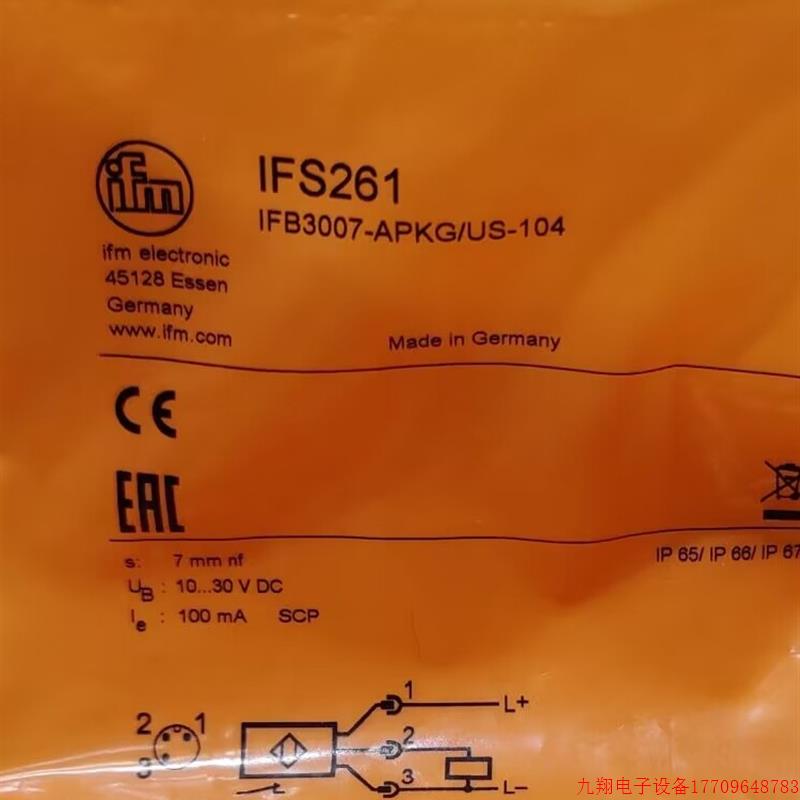 ifm
IFS261
IFB3007-APKG/US-104
ifm electronic
45128 Essen
Germany
www.ifm.com
Made in Germany
CE
EAC
s: 7 mm nf
IP 65/ IP 66/ IP 67
UB : 10...30 V DC
Ie : 100 mA SCP
1
L+
2 1
2
3
3
L-
九翔电子设备17709648783